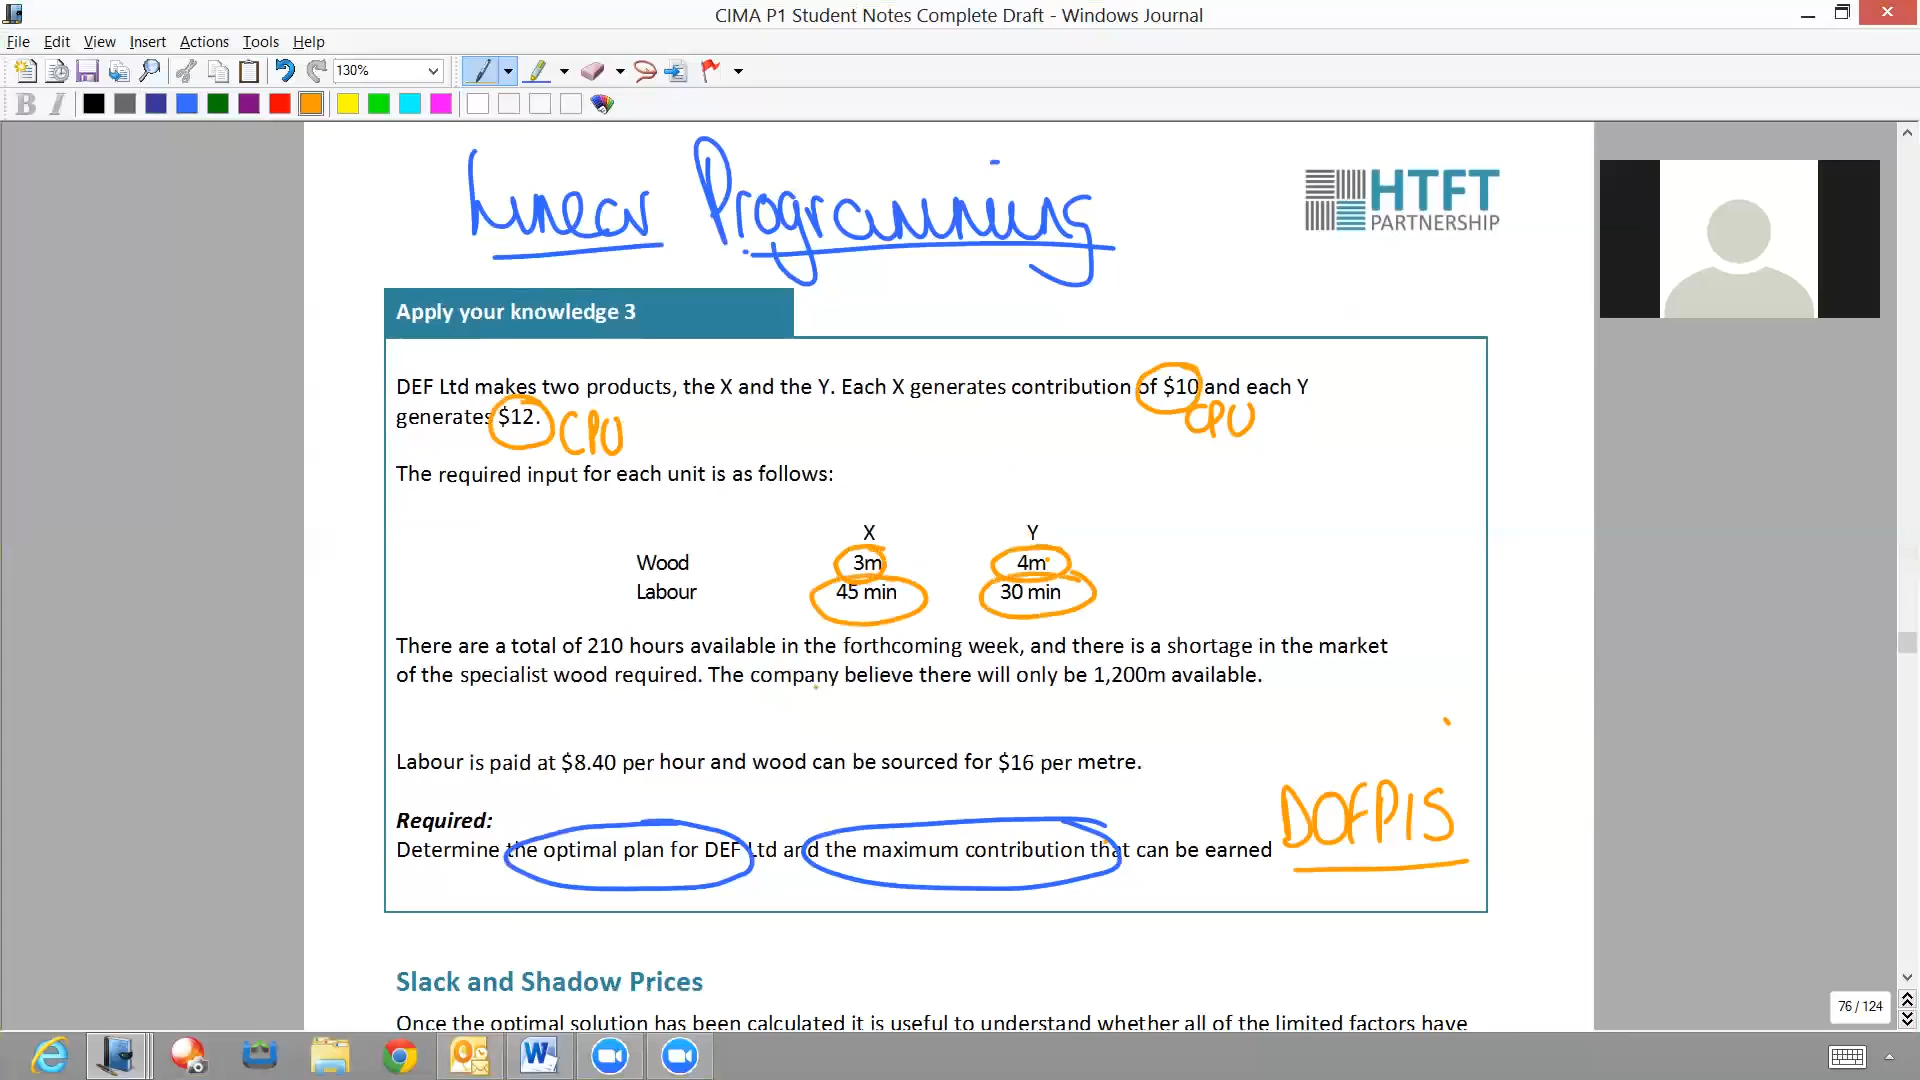 CIMA P1 Student Notes Complete Draft - Windows Journal
File Edit View Insert Actions Tools Help
130%
B I
Linear Programming
HTFT
PARTNERSHIP
Apply your knowledge 3
DEF Ltd makes two products, the X and the Y. Each X generates contribution of $10 and each Y
generates $12.
CPU
CPU
The required input for each unit is as follows:
X Y
Wood 3m 4m
Labour 45 min 30 min
There are a total of 210 hours available in the forthcoming week, and there is a shortage in the market
of the specialist wood required. The company believe there will only be 1,200m available.
Labour is paid at $8.40 per hour and wood can be sourced for $16 per metre.
Required:
Determine the optimal plan for DEF Ltd and the maximum contribution that can be earned
DOFPIS
Slack and Shadow Prices
Once the optimal solution has been calculated it is useful to understand whether all of the limited factors have
76 / 124